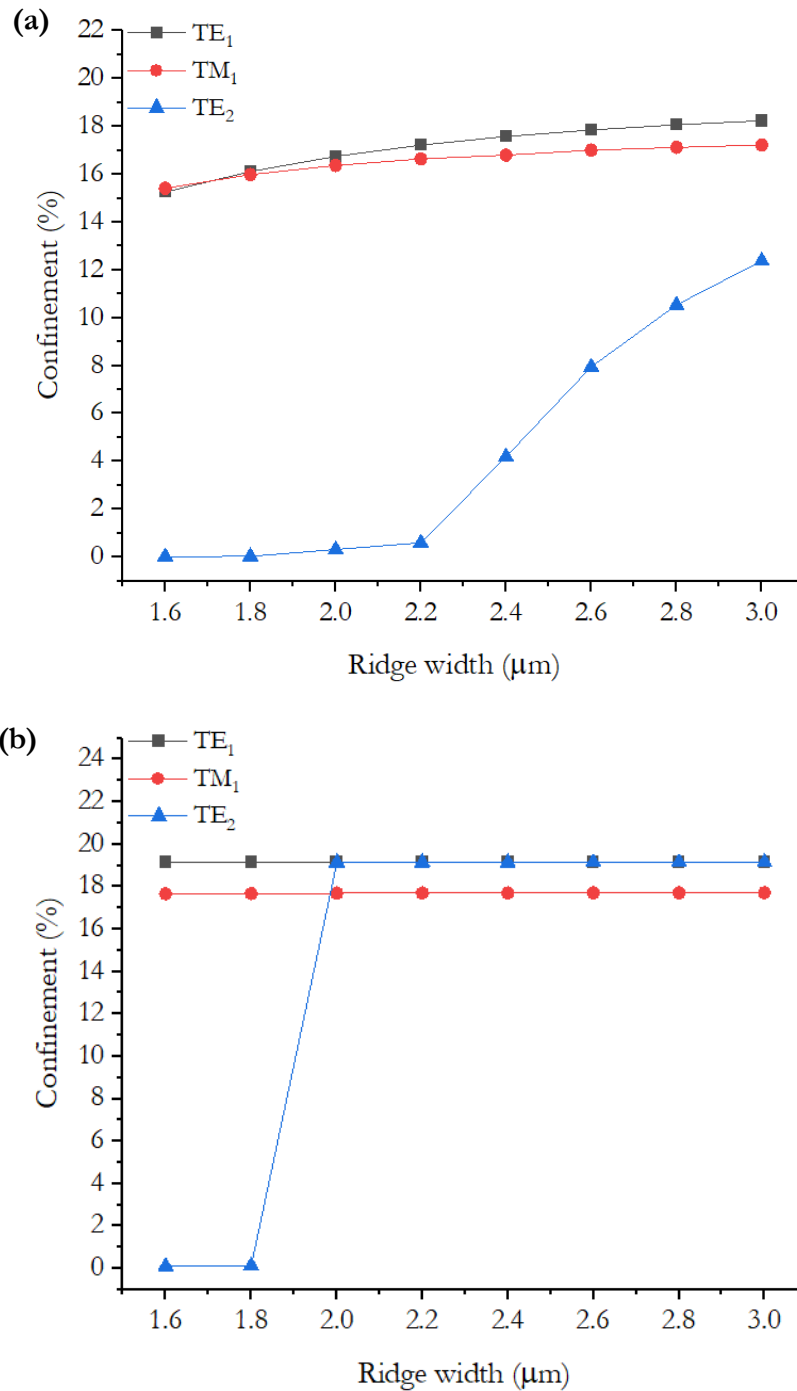 (a)
TE₁
TM₁
TE₂
22
20
18
16
14
12
10
8
6
4
2
0
Confinement (%)
1.6 1.8 2.0 2.2 2.4 2.6 2.8 3.0
Ridge width (μm)
(b)
TE₁
TM₁
TE₂
24
22
20
18
16
14
12
10
8
6
4
2
0
Confinement (%)
1.6 1.8 2.0 2.2 2.4 2.6 2.8 3.0
Ridge width (μm)